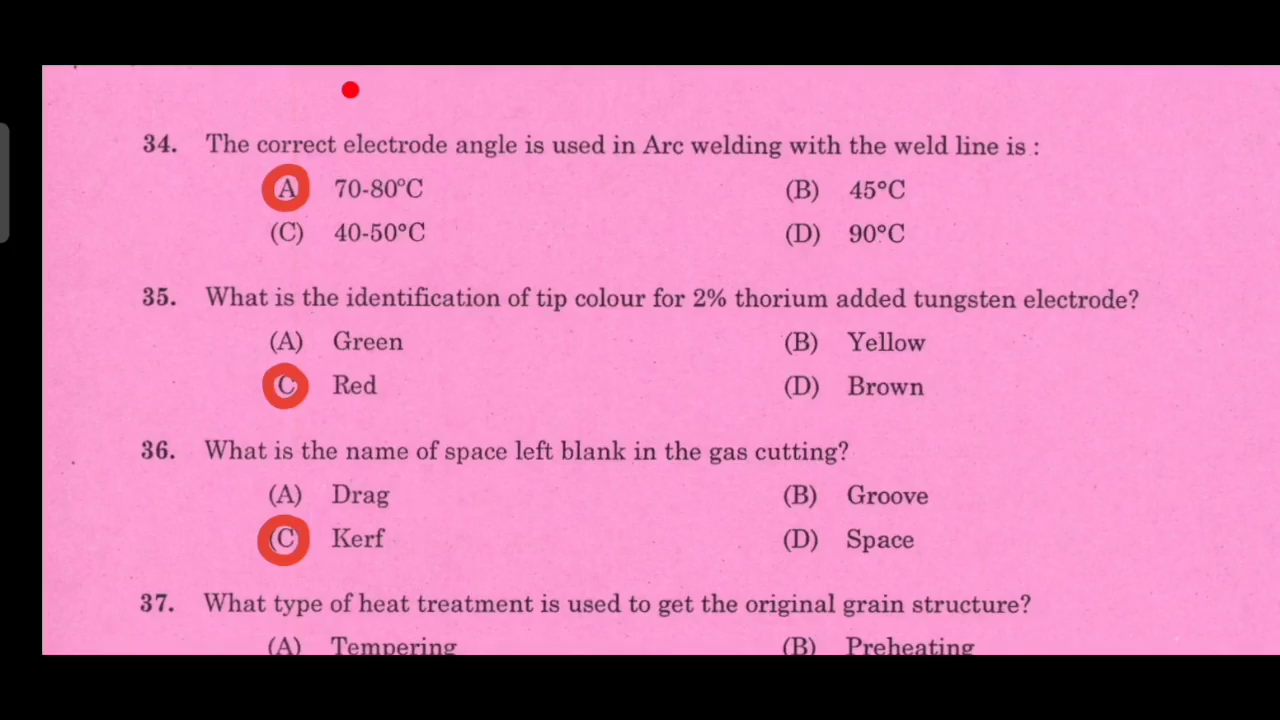 34. The correct electrode angle is used in Arc welding with the weld line is :
(A) 70-80°C (B) 45°C
(C) 40-50°C (D) 90°C
35. What is the identification of tip colour for 2% thorium added tungsten electrode?
(A) Green (B) Yellow
(C) Red (D) Brown
36. What is the name of space left blank in the gas cutting?
(A) Drag (B) Groove
(C) Kerf (D) Space
37. What type of heat treatment is used to get the original grain structure?
(A) Tempering (B) Preheating